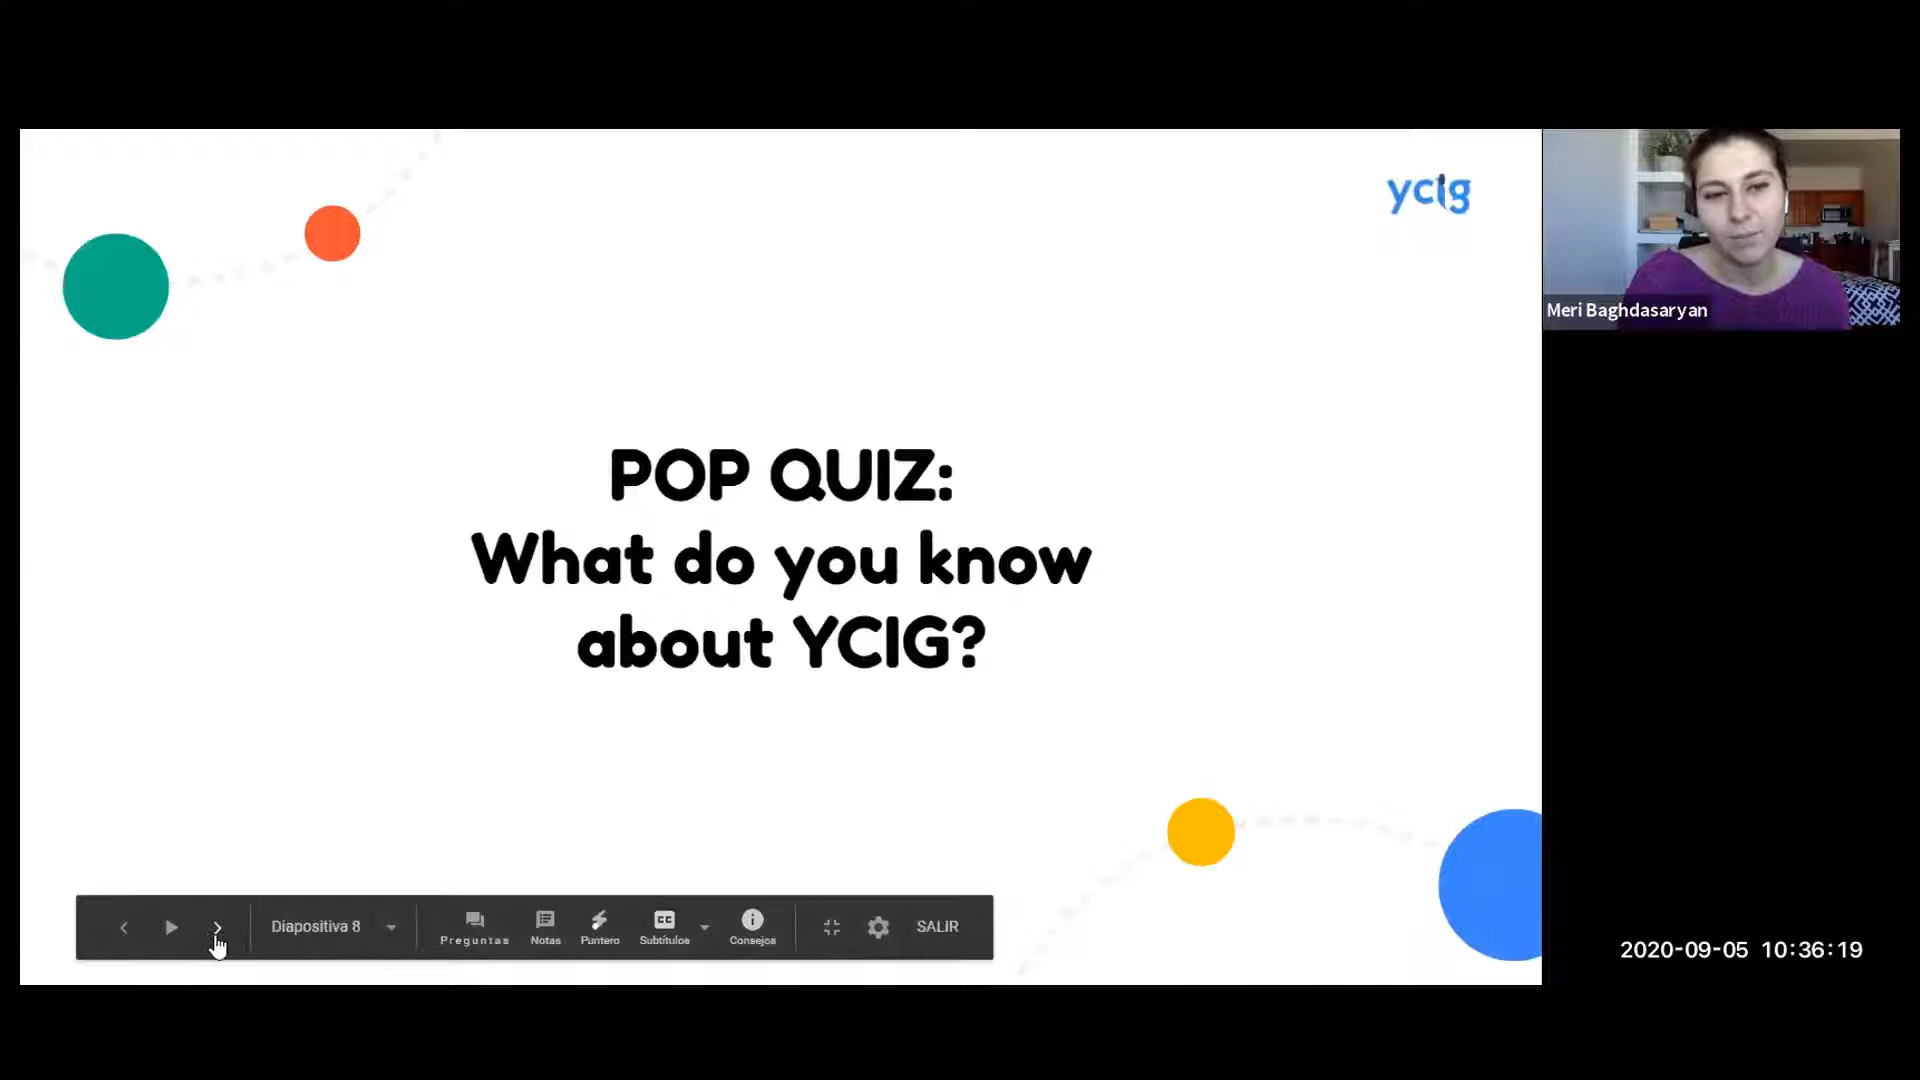 ycig
Meri Baghdasaryan
POP QUIZ:
What do you know
about YCIG?
Diapositiva 8
Preguntas
Notas
Puntero
Subtítulos
Consejos
SALIR
2020-09-05 10:36:19